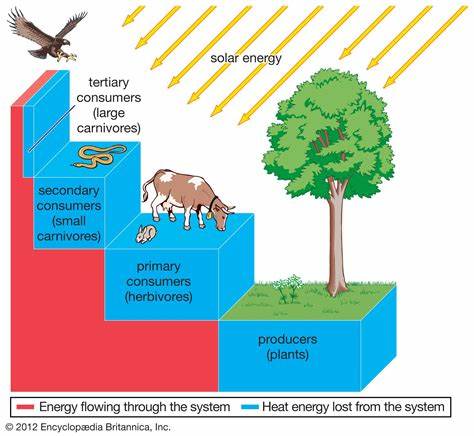 solar energy
tertiary
consumers
(large
carnivores)
secondary
consumers
(small
carnivores)
primary
consumers
(herbivores)
producers
(plants)
Energy flowing through the system
Heat energy lost from the system
© 2012 Encyclopædia Britannica, Inc.